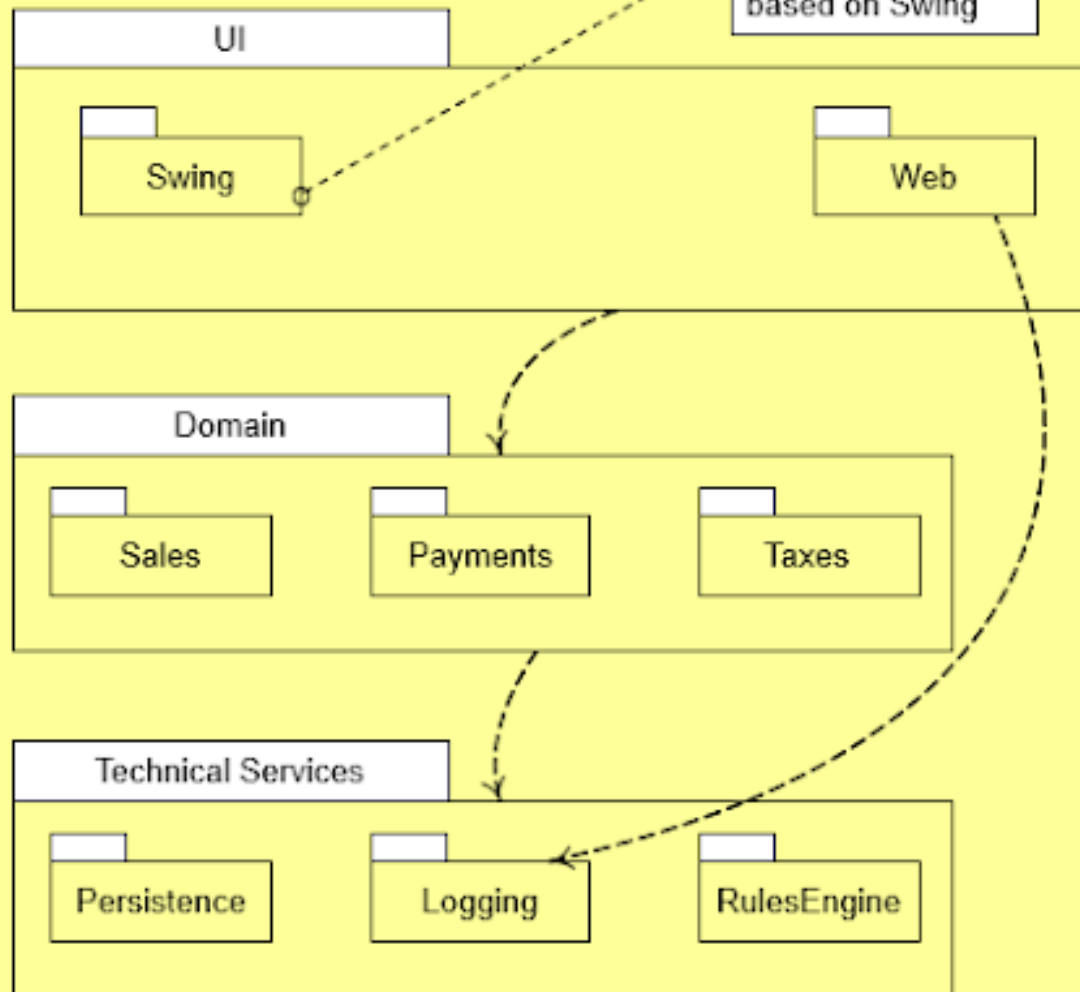 based on Swing
UI
Swing
Web
Domain
Sales
Payments
Taxes
Technical Services
Persistence
Logging
RulesEngine